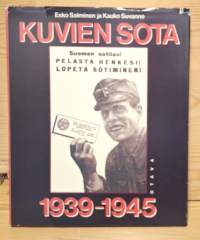 Esko Salminen ja Kauko Suvanne
KUVIEN SOTA
Suomen sotilas!
PELASTA HENKESI!
LOPETA SOTIMINEN!
OTAVA
1939–1945